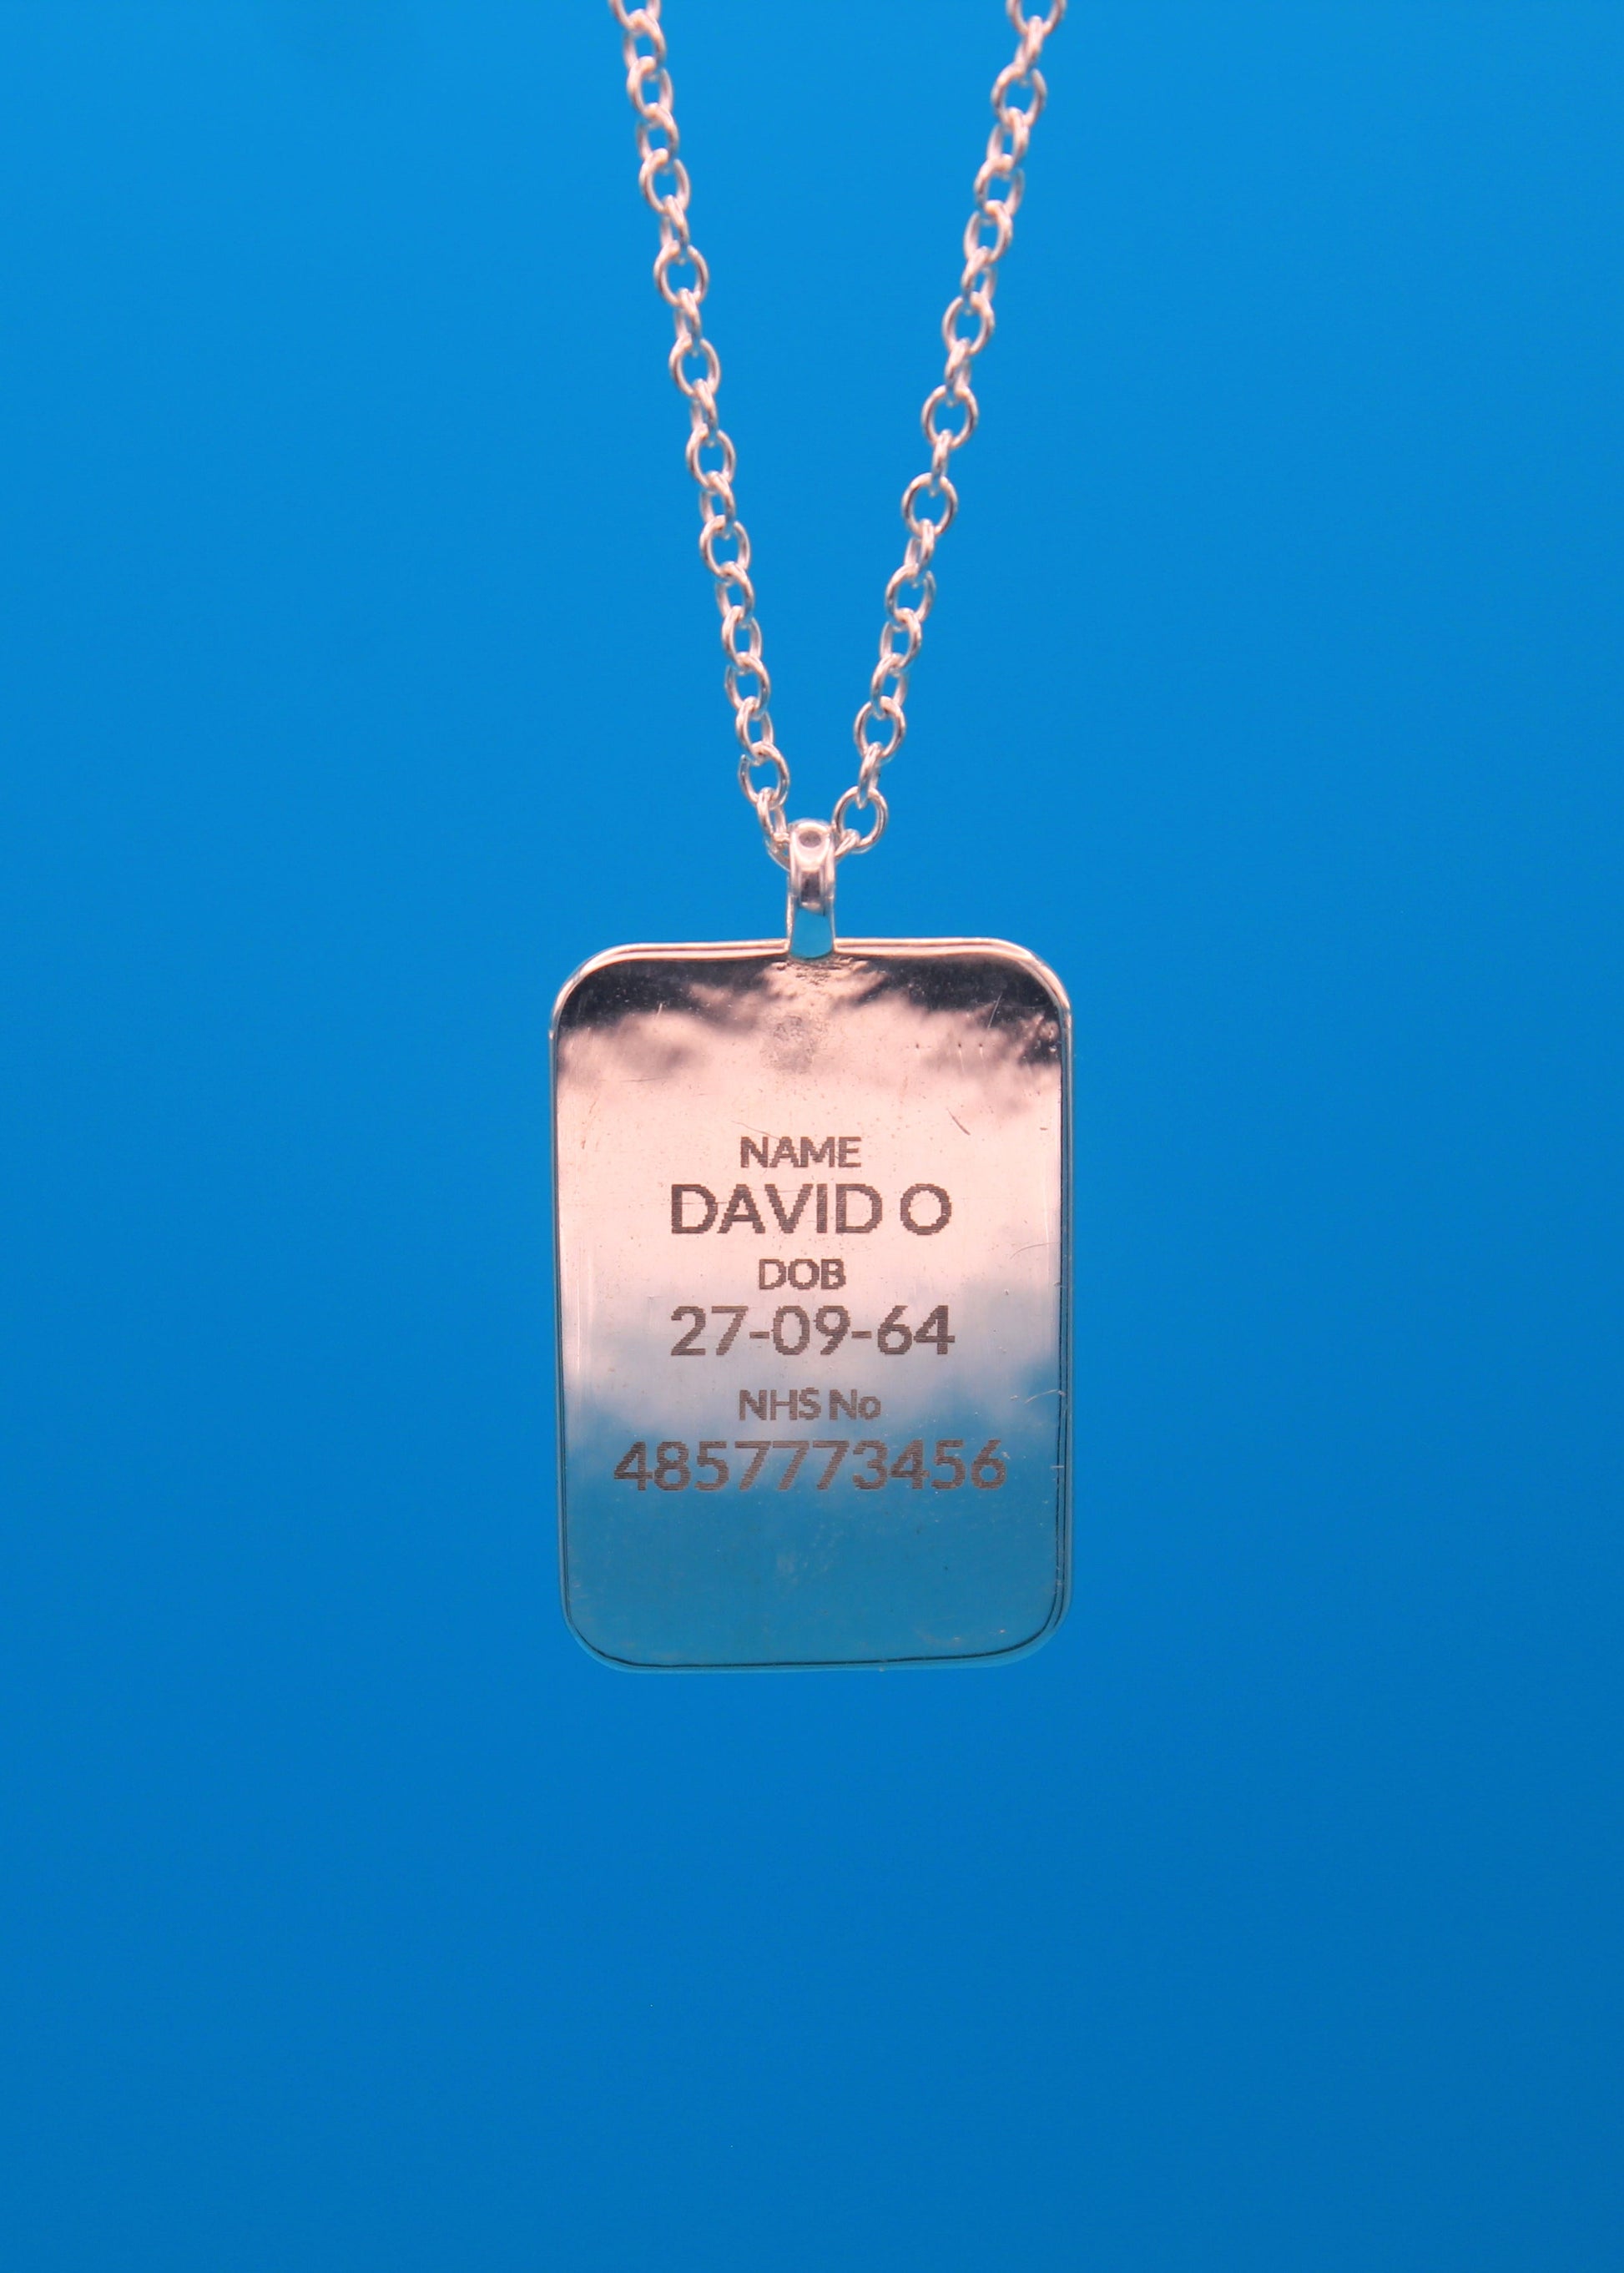 NAME
DAVID O
DOB
27-09-64
NHS No
4857773456